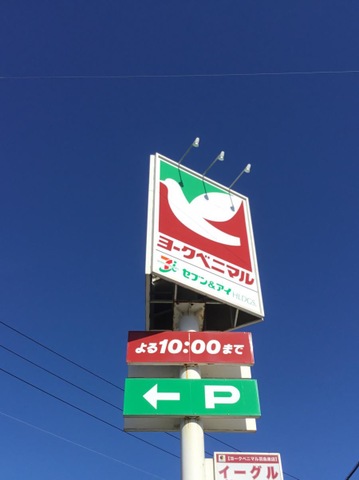 ヨークベニマル
セブン&アイ HLDGS.
よる10:00まで
← P
イーグル